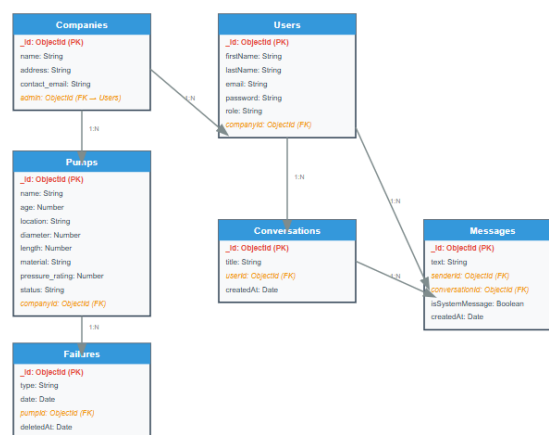 Companies
_id: ObjectId (PK)
name: String
address: String
contact_email: String
admin: ObjectId (FK → Users)
Users
_id: ObjectId (PK)
firstName: String
lastName: String
email: String
password: String
role: String
companyId: ObjectId (FK)
1:N
1:N
Pumps
_id: ObjectId (PK)
name: String
age: Number
location: String
diameter: Number
length: Number
material: String
pressure_rating: Number
status: String
companyId: ObjectId (FK)
1:N
1:N
Conversations
_id: ObjectId (PK)
title: String
userId: ObjectId (FK)
createdAt: Date
1:N
Messages
_id: ObjectId (PK)
text: String
senderId: ObjectId (FK)
conversationId: ObjectId (FK)
isSystemMessage: Boolean
createdAt: Date
1:N
Failures
_id: ObjectId (PK)
type: String
date: Date
pumpId: ObjectId (FK)
deletedAt: Date